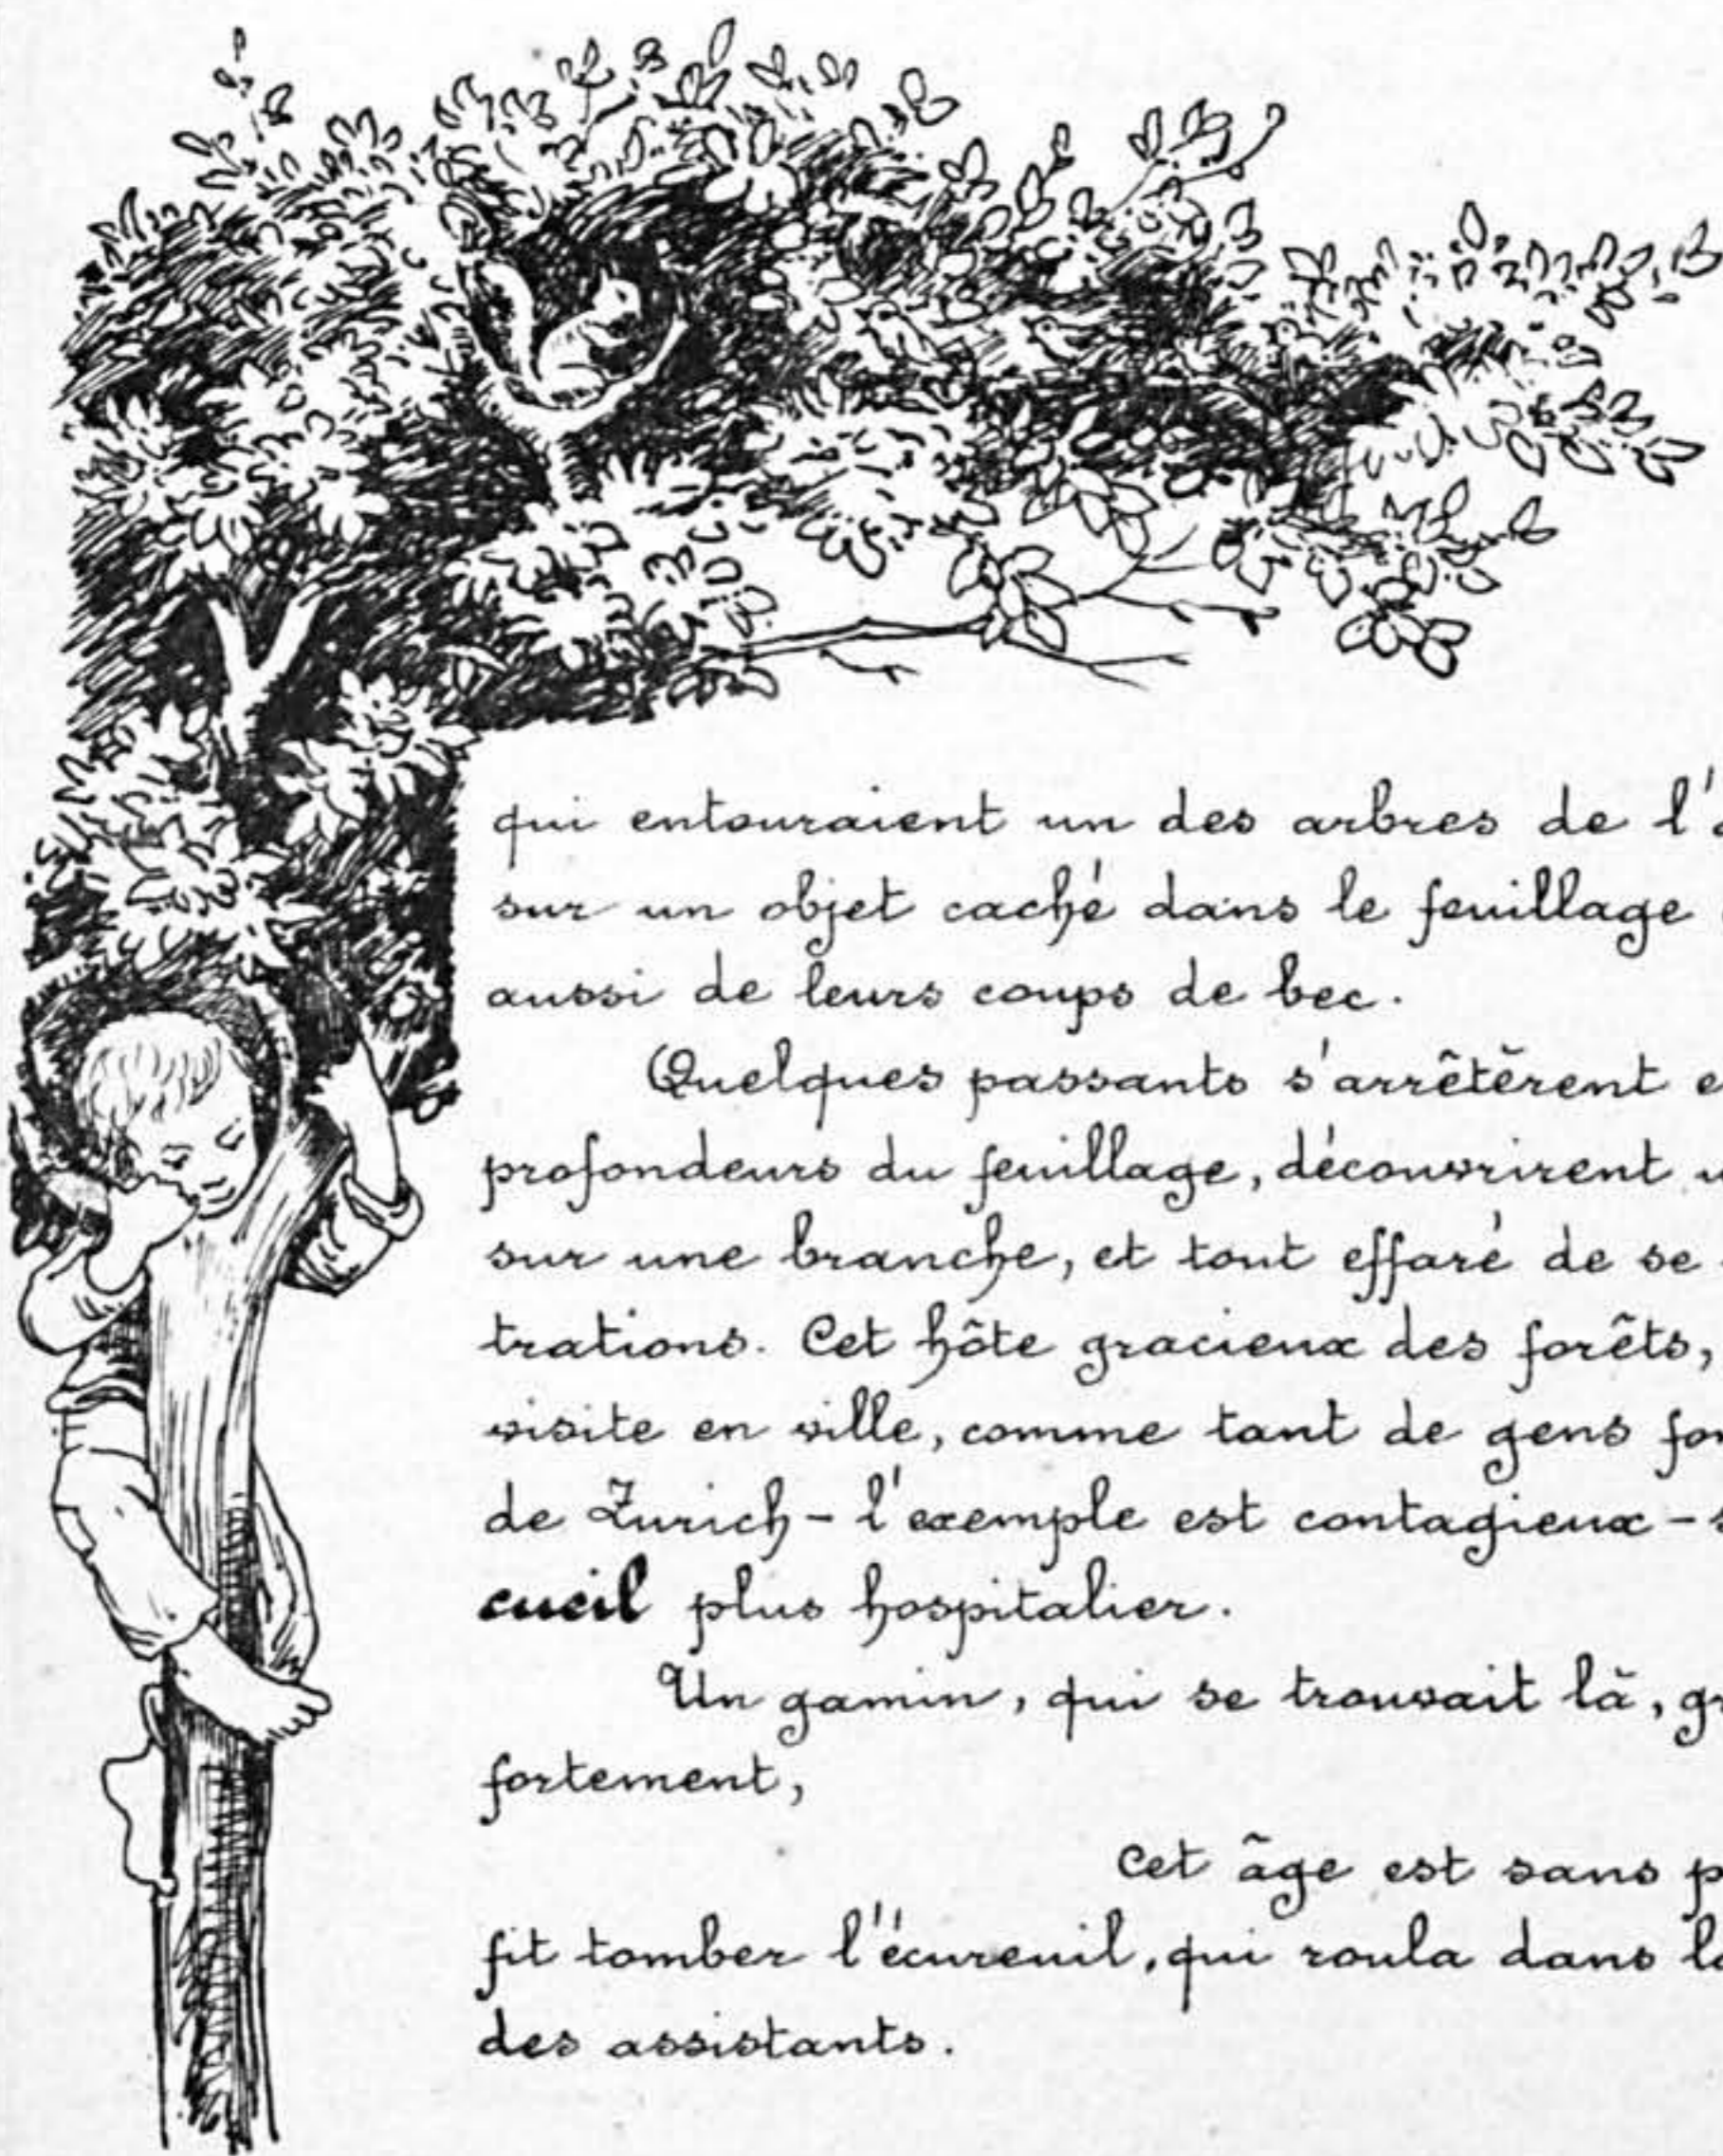 qui entouraient un des arbres de l'
sur un objet caché dans le feuillage
aussi de leurs coups de bec.
Quelques passants s'arrêtèrent e
profondeurs du feuillage, découvrirent u
sur une branche, et tout effaré de se
trations. Cet hôte gracieux des forêts,
visite en ville, comme tant de gens fon
de Zurich - l'exemple est contagieux - s
cueil plus hospitalier.
Un gamin, qui se trouvait là, gr
fortement,
Cet âge est sans p
fit tomber l'écureuil, qui roula dans la
des assistants.